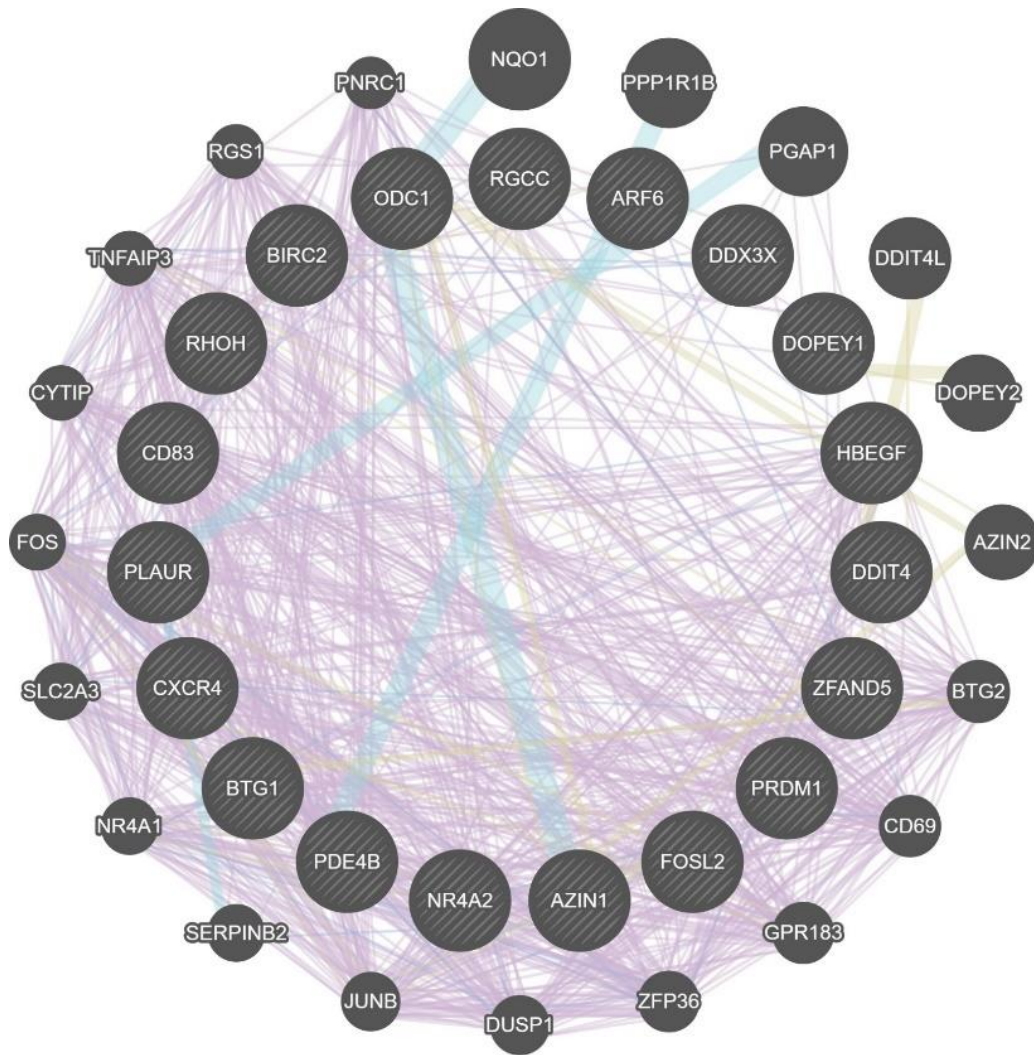 NQO1
PNRC1
PPP1R1B
RGS1
PGAP1
RGCC
ODC1
ARF6
TNFAIP3
BIRC2
DDX3X
DDIT4L
RHOH
DOPEY1
CYTIP
DOPEY2
CD83
HBEGF
FOS
AZIN2
PLAUR
DDIT4
SLC2A3
CXCR4
ZFAND5
BTG2
BTG1
PRDM1
NR4A1
CD69
PDE4B
FOSL2
NR4A2
AZIN1
SERPINB2
GPR183
JUNB
ZFP36
DUSP1